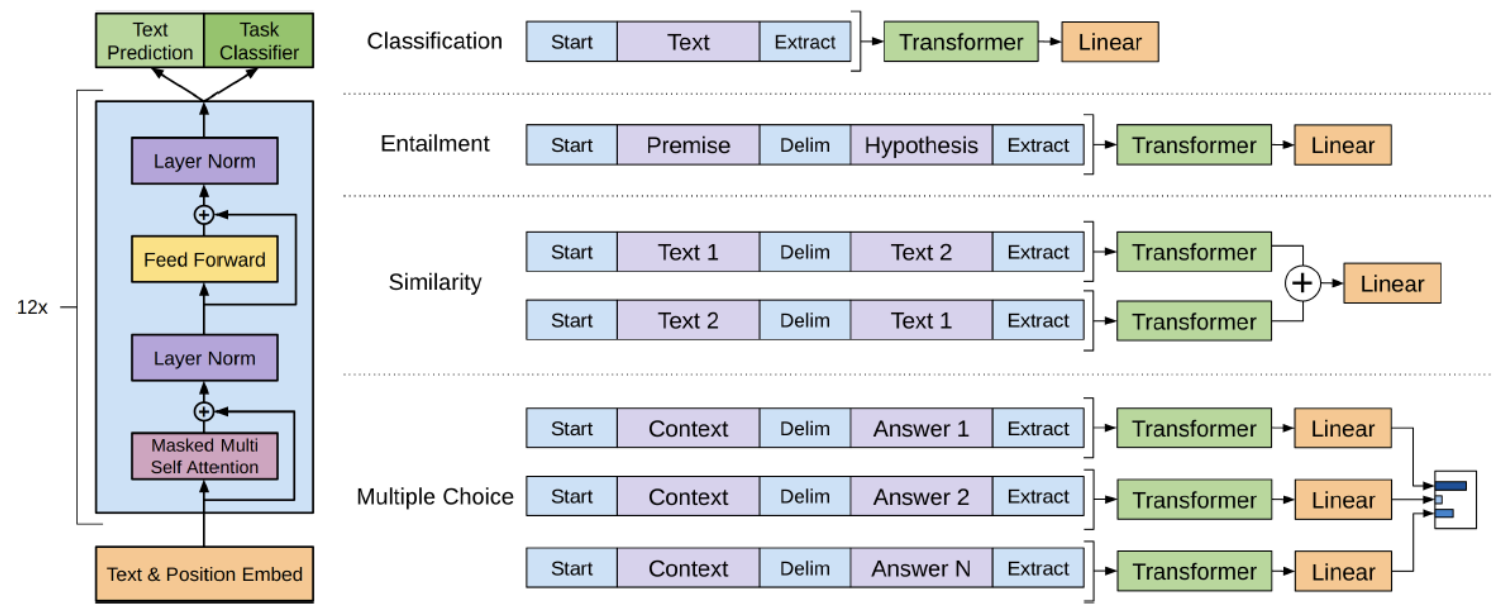 Text
Prediction
Task
Classifier
12x
Layer Norm
+
Feed Forward
Layer Norm
+
Masked Multi
Self Attention
Text & Position Embed
Classification
Start Text Extract Transformer Linear
Entailment
Start Premise Delim Hypothesis Extract Transformer Linear
Similarity
Start Text 1 Delim Text 2 Extract Transformer
+ Linear
Start Text 2 Delim Text 1 Extract Transformer
Multiple Choice
Start Context Delim Answer 1 Extract Transformer Linear
Start Context Delim Answer 2 Extract Transformer Linear
Start Context Delim Answer N Extract Transformer Linear